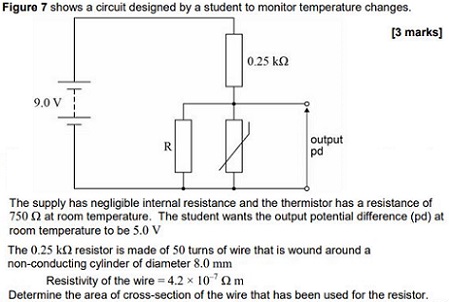 Figure 7 shows a circuit designed by a student to monitor temperature changes.
[3 marks]
0.25 kΩ
9.0 V
R
output
pd
The supply has negligible internal resistance and the thermistor has a resistance of
750 Ω at room temperature. The student wants the output potential difference (pd) at
room temperature to be 5.0 V
The 0.25 kΩ resistor is made of 50 turns of wire that is wound around a
non-conducting cylinder of diameter 8.0 mm
Resistivity of the wire = 4.2 × 10⁻⁷ Ω m
Determine the area of cross-section of the wire that has been used for the resistor.